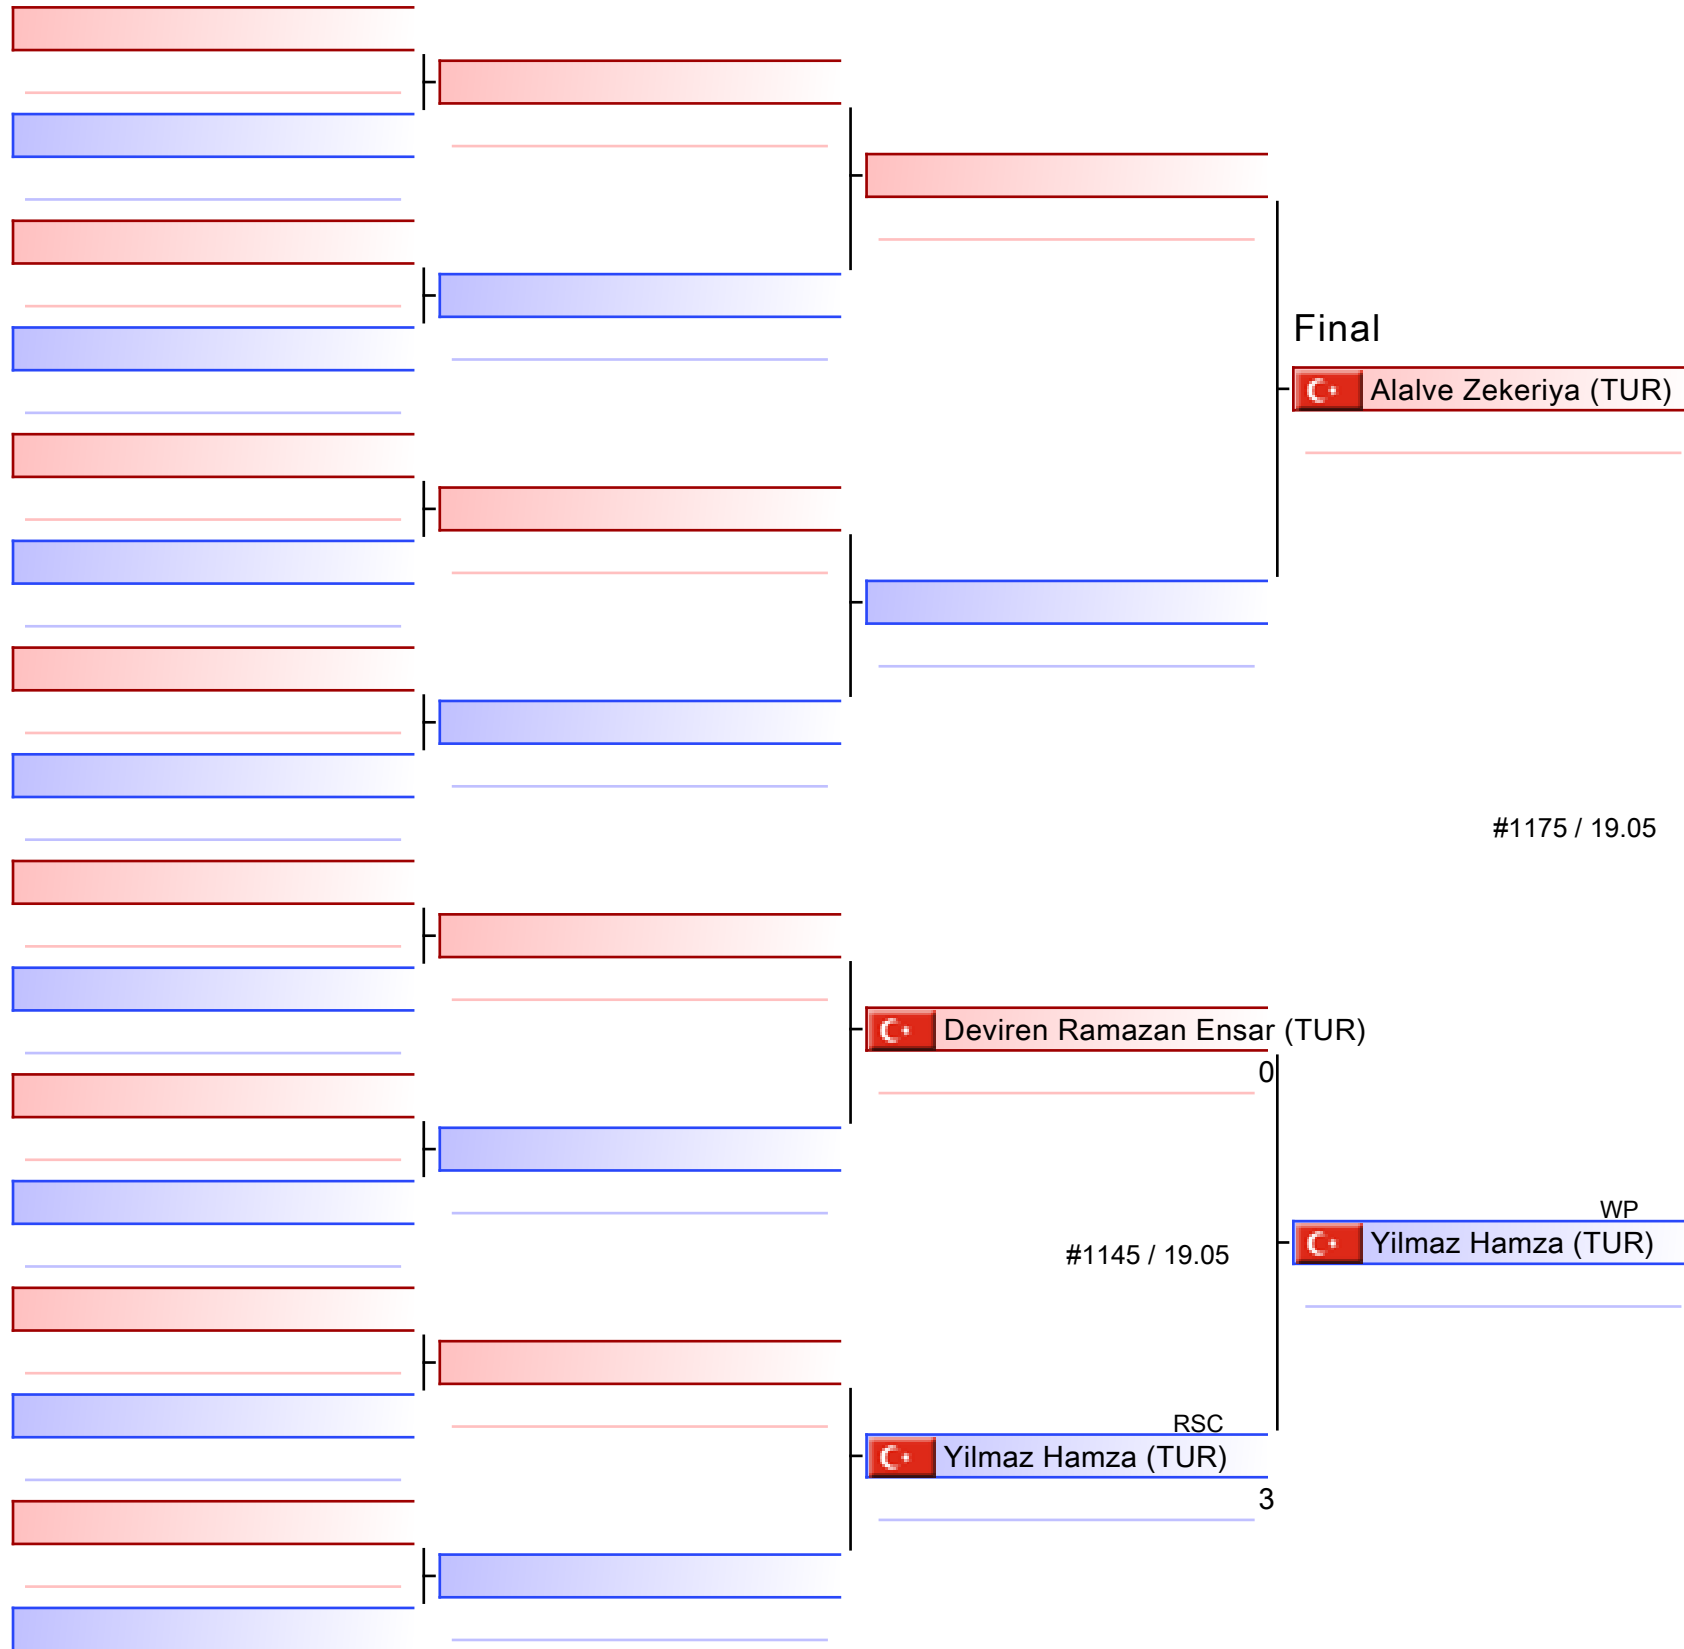 Final
Alalve Zekeriya (TUR)
#1175 / 19.05
Deviren Ramazan Ensar (TUR)
0
WP
Yilmaz Hamza (TUR)
#1145 / 19.05
RSC
Yilmaz Hamza (TUR)
3